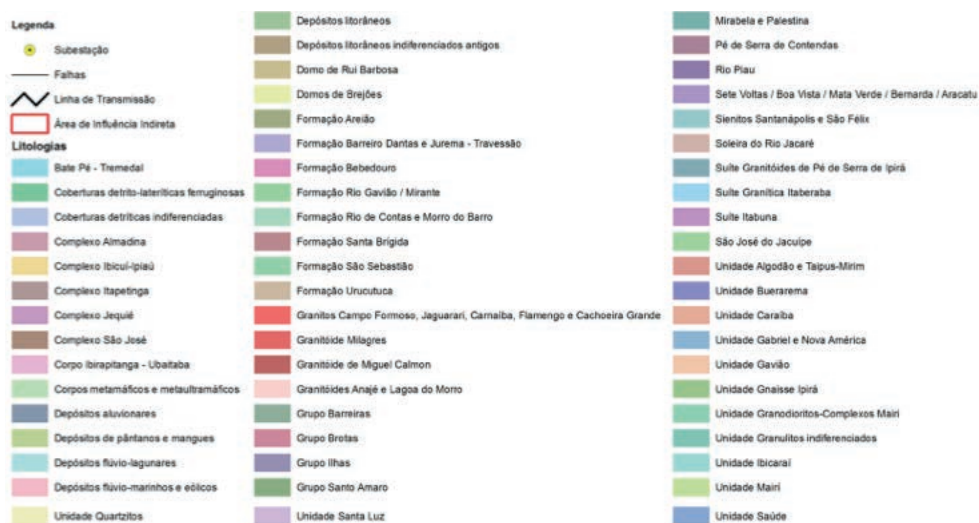 Legenda
Subestação
Falhas
Linha de Transmissão
Área de Influência Indireta
Litologias
Bate Pé - Tremedal
Coberturas detrito-lateríticas ferruginosas
Coberturas detríticas indiferenciadas
Complexo Almadina
Complexo Ibicuí-Ipiaú
Complexo Itapetinga
Complexo Jequié
Complexo São José
Corpo Ibirapitanga - Ubaitaba
Corpos metamáficos e metaultramáficos
Depósitos aluvionares
Depósitos de pântanos e mangues
Depósitos flúvio-lagunares
Depósitos flúvio-marinhos e eólicos
Unidade Quartzitos
Depósitos litorâneos
Depósitos litorâneos indiferenciados antigos
Domo de Rui Barbosa
Domos de Brejões
Formação Areião
Formação Barreiro Dantas e Jurema - Travessão
Formação Bebedouro
Formação Rio Gavião / Mirante
Formação Rio de Contas e Morro do Barro
Formação Santa Brígida
Formação São Sebastião
Formação Urucutuca
Granitos Campo Formoso, Jaguarari, Carnaíba, Flamengo e Cachoeira Grande
Granitóide Milagres
Granitóide de Miguel Calmon
Granitóides Anajé e Lagoa do Morro
Grupo Barreiras
Grupo Brotas
Grupo Ilhas
Grupo Santo Amaro
Unidade Santa Luz
Mirabela e Palestina
Pé de Serra de Contendas
Rio Piau
Sete Voltas / Boa Vista / Mata Verde / Bernarda / Aracatu
Sienitos Santanápolis e São Félix
Soleira do Rio Jacaré
Suíte Granitóides de Pé de Serra de Ipirá
Suíte Granítica Itaberaba
Suíte Itabuna
São José do Jacuípe
Unidade Algodão e Taipus-Mirim
Unidade Buerarema
Unidade Caraíba
Unidade Gabriel e Nova América
Unidade Gavião
Unidade Gnaisse Ipirá
Unidade Granodioritos-Complexos Mairi
Unidade Granulitos indiferenciados
Unidade Ibicaraí
Unidade Mairi
Unidade Saúde